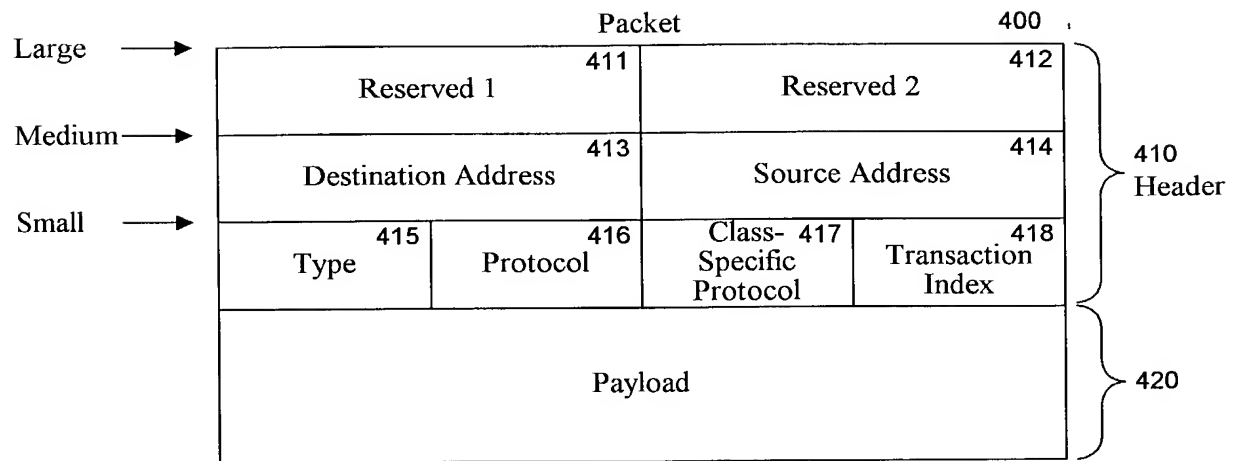 Packet 400
Large
411 412
Reserved 1 Reserved 2
Medium
413 414
Destination Address Source Address
410
Header
Small
415 416 Class- 417 418
Type Protocol Specific Transaction
Protocol Index
Payload
420